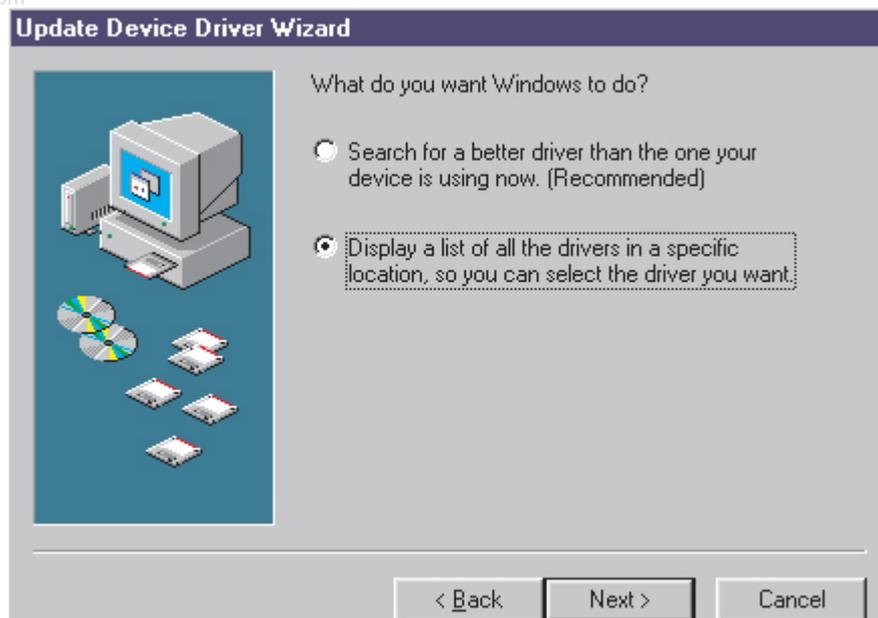 om
Update Device Driver Wizard
What do you want Windows to do?
Search for a better driver than the one your
device is using now. (Recommended)
Display a list of all the drivers in a specific
location, so you can select the driver you want.
< Back
Next >
Cancel